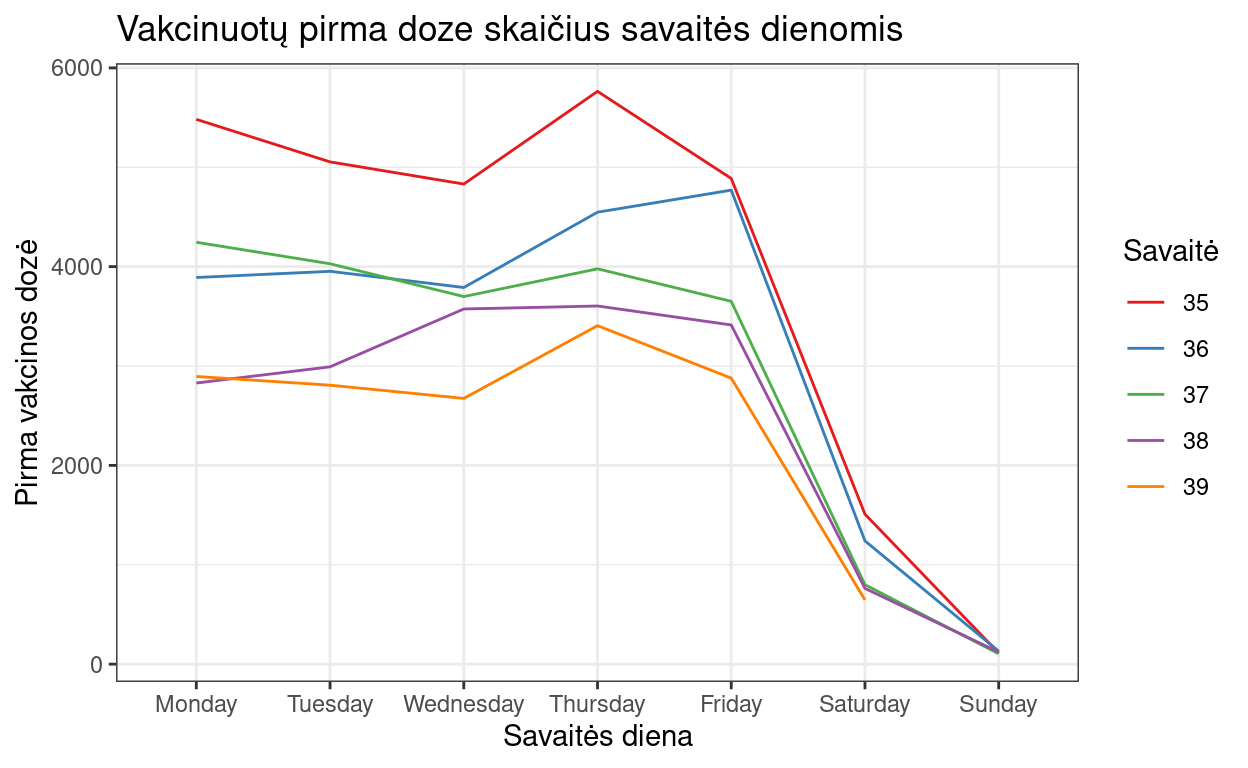 Vakcinuotų pirma doze skaičius savaitės dienomis
Pirma vakcinos dozė
6000
4000
2000
0
Monday Tuesday Wednesday Thursday Friday Saturday Sunday
Savaitės diena
Savaitė
35
36
37
38
39